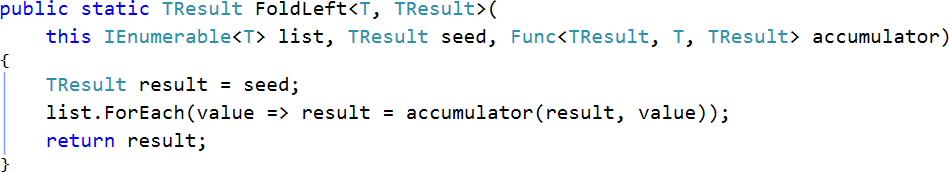 public static TResult FoldLeft<T, TResult>(
    this IEnumerable<T> list, TResult seed, Func<TResult, T, TResult> accumulator)
{
    TResult result = seed;
    list.ForEach(value => result = accumulator(result, value));
    return result;
}